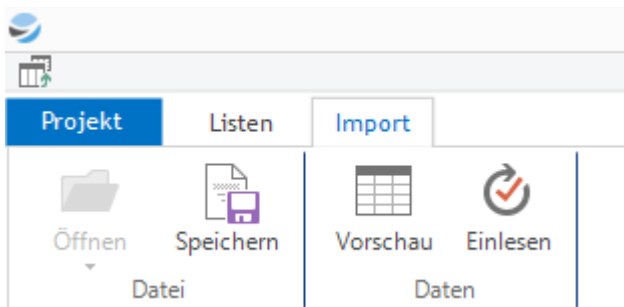 Projekt Listen Import
Öffnen Speichern Vorschau Einlesen
Datei Daten